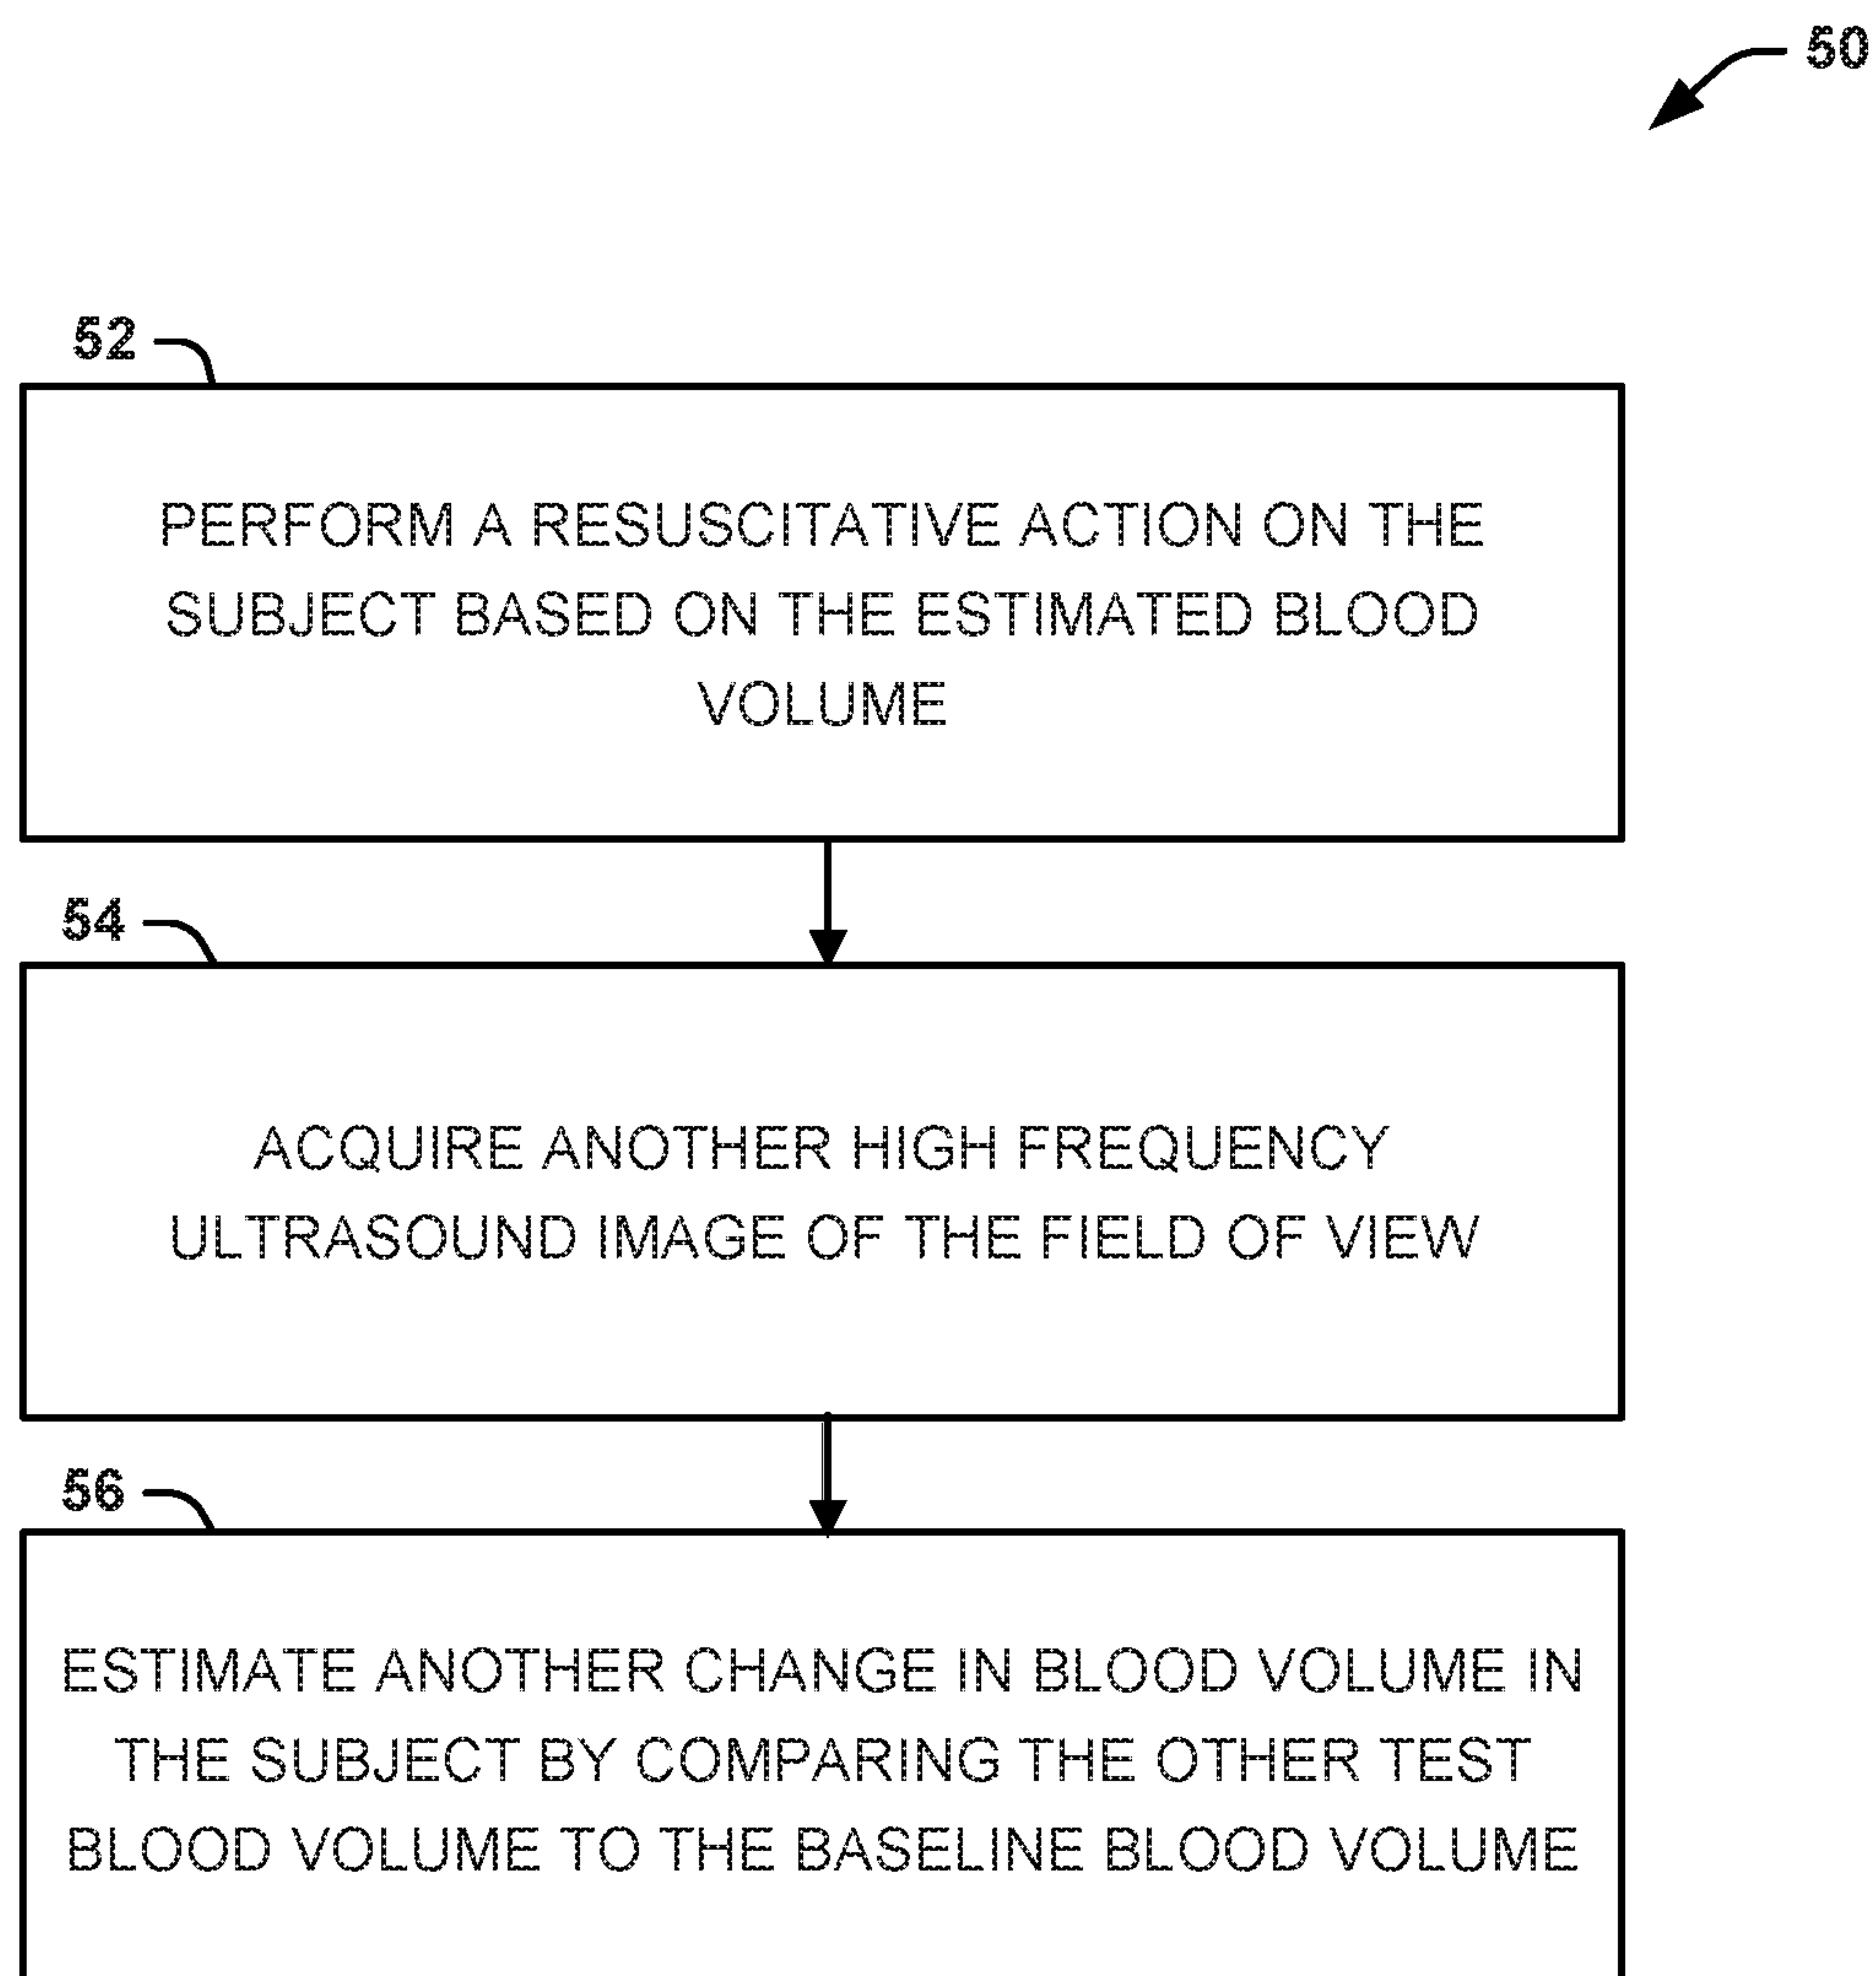 50
52
PERFORM A RESUSCITATIVE ACTION ON THE
SUBJECT BASED ON THE ESTIMATED BLOOD
VOLUME
54
ACQUIRE ANOTHER HIGH FREQUENCY
ULTRASOUND IMAGE OF THE FIELD OF VIEW
56
ESTIMATE ANOTHER CHANGE IN BLOOD VOLUME IN
THE SUBJECT BY COMPARING THE OTHER TEST
BLOOD VOLUME TO THE BASELINE BLOOD VOLUME